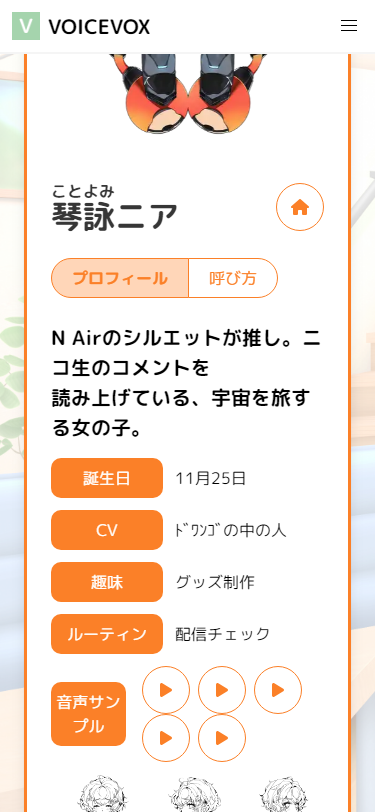 V VOICEVOX
ことよみ
琴詠ニア
プロフィール
呼び方
N Airのシルエットが推し。ニ
コ生のコメントを
読み上げている、宇宙を旅す
る女の子。
誕生日 11月25日
CV ﾄﾞﾜﾝｺﾞの中の人
趣味 グッズ制作
ルーティン 配信チェック
音声サン
プル